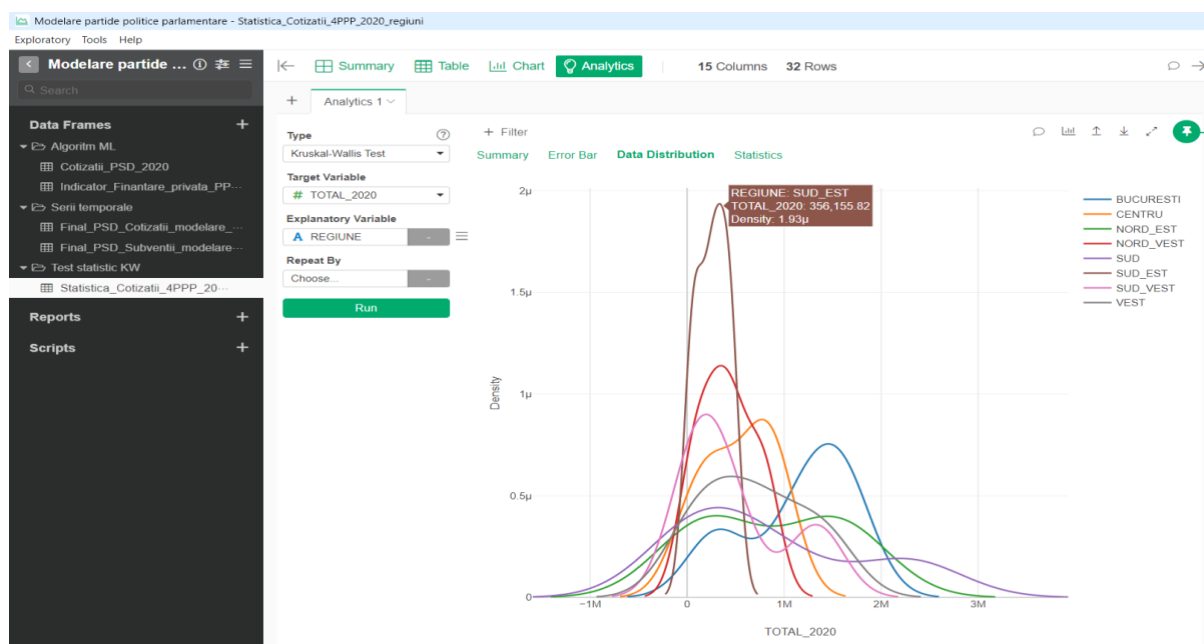 Modelare partide politice parlamentare - Statistica_Cotizatii_4PPP_2020_regiuni
Exploratory Tools Help
Modelare partide ...
Summary Table Chart Analytics 15 Columns 32 Rows
Search
+ Analytics 1
Data Frames +
Algoritm ML
Cotizatii_PSD_2020
Indicator_Finantare_privata_PP···
Serii temporale
Final_PSD_Cotizatii_modelare_···
Final_PSD_Subventii_modelare···
Test statistic KW
Statistica_Cotizatii_4PPP_20···
Reports +
Scripts +
Type ?
Kruskal-Wallis Test
Target Variable
# TOTAL_2020
Explanatory Variable
A REGIUNE -
Repeat By
Choose... -
Run
+ Filter
Summary Error Bar Data Distribution Statistics
REGIUNE: SUD_EST
TOTAL_2020: 356,155.82
Density: 1.93µ
2µ
1.5µ
1µ
0.5µ
0
Density
−1M 0 1M 2M 3M
TOTAL_2020
BUCURESTI
CENTRU
NORD_EST
NORD_VEST
SUD
SUD_EST
SUD_VEST
VEST